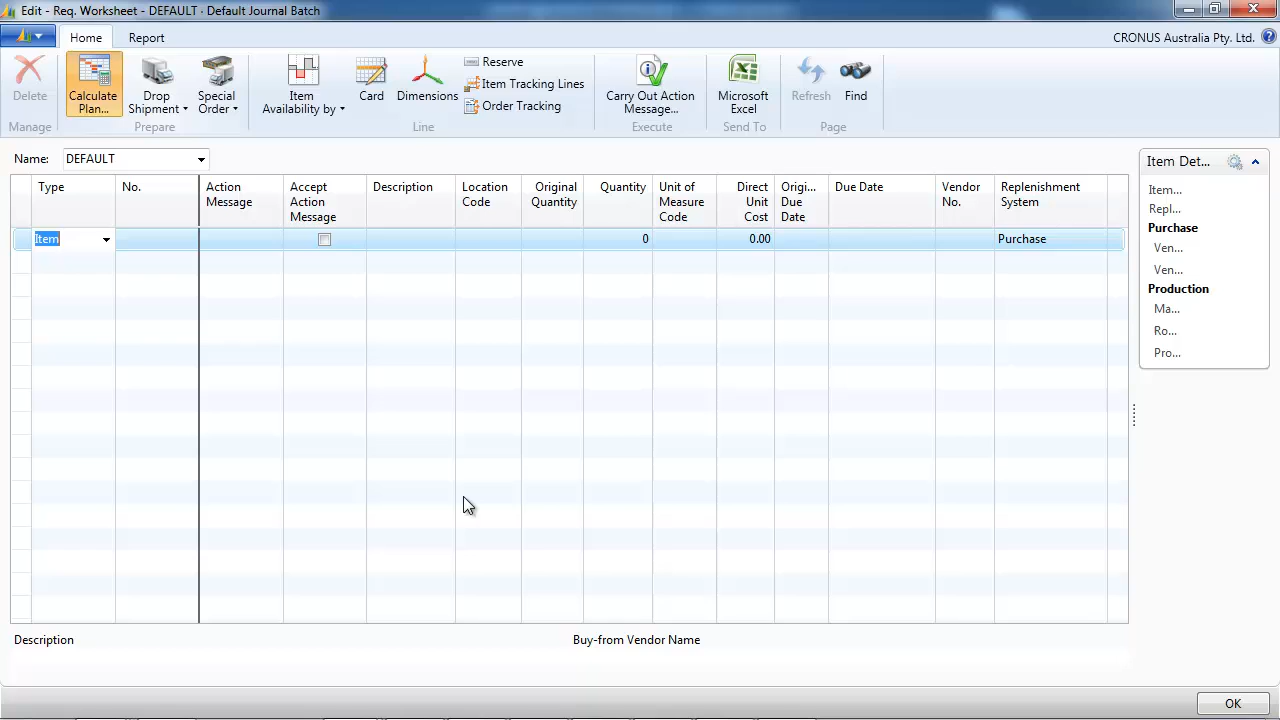 Edit - Req. Worksheet - DEFAULT · Default Journal Batch
Home
Report
CRONUS Australia Pty. Ltd.
Delete
Calculate Plan...
Drop Shipment
Special Order
Item Availability by
Card
Dimensions
Reserve
Item Tracking Lines
Order Tracking
Carry Out Action Message...
Microsoft Excel
Refresh
Find
Manage
Prepare
Line
Execute
Send To
Page
Name:
DEFAULT
Type
No.
Action Message
Accept Action Message
Description
Location Code
Original Quantity
Quantity
Unit of Measure Code
Direct Unit Cost
Origi... Due Date
Due Date
Vendor No.
Replenishment System
Item
0
0.00
Purchase
Item Det...
Item...
Repl...
Purchase
Ven...
Ven...
Production
Ma...
Ro...
Pro...
Description
Buy-from Vendor Name
OK